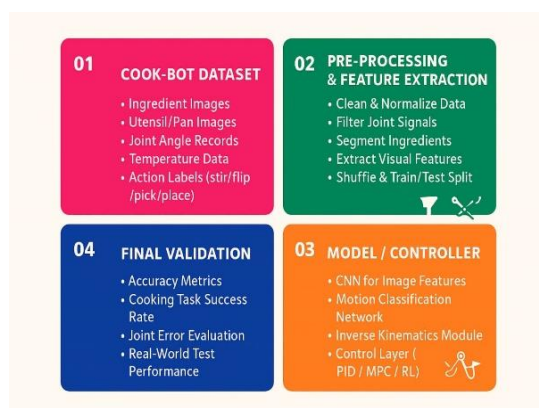 01
COOK-BOT DATASET
• Ingredient Images
• Utensil/Pan Images
• Joint Angle Records
• Temperature Data
• Action Labels (stir/flip
/pick/place)
02
PRE-PROCESSING
& FEATURE EXTRACTION
• Clean & Normalize Data
• Filter Joint Signals
• Segment Ingredients
• Extract Visual Features
• Shuffie & Train/Test Split
04
FINAL VALIDATION
• Accuracy Metrics
• Cooking Task Success
Rate
• Joint Error Evaluation
• Real-World Test
Performance
03
MODEL / CONTROLLER
• CNN for Image Features
• Motion Classification
Network
• Inverse Kinematics Module
• Control Layer (
PID / MPC / RL)